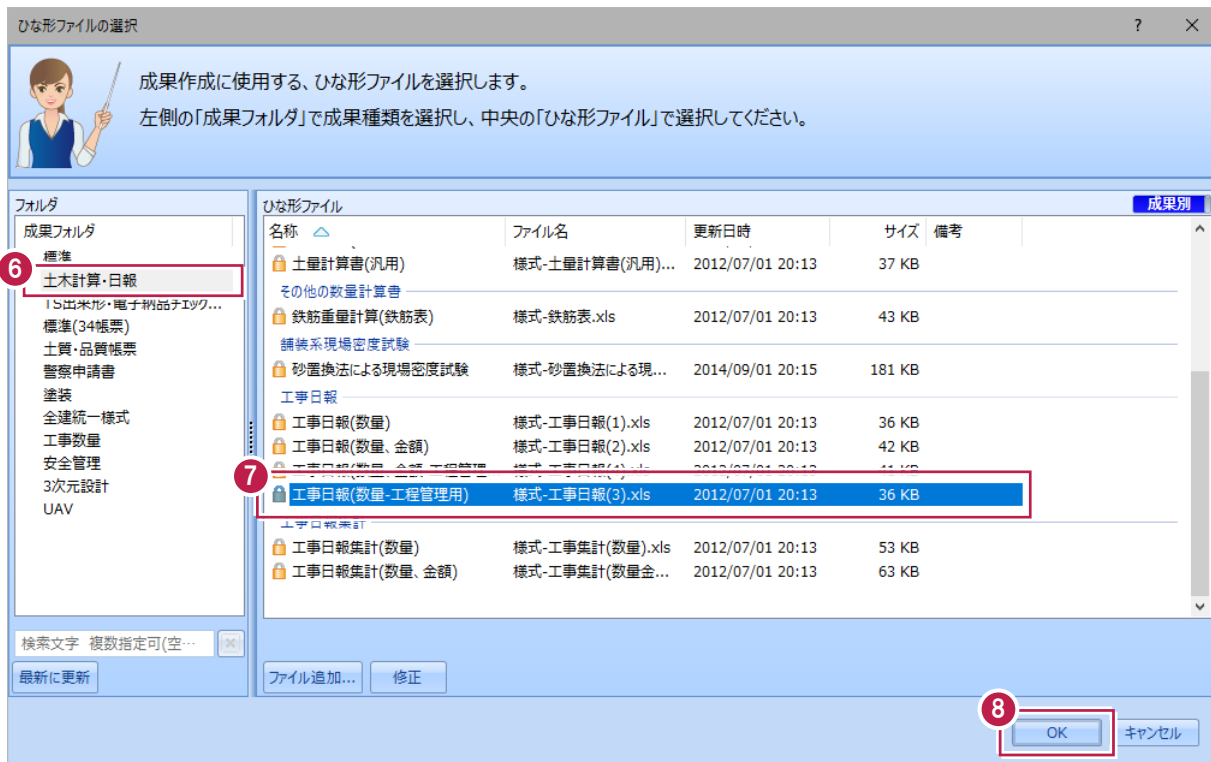 ひな形ファイルの選択
?
成果作成に使用する、ひな形ファイルを選択します。
左側の「成果フォルダ」で成果種類を選択し、中央の「ひな形ファイル」で選択してください。
フォルダ
成果フォルダ
標準
6
土木計算・日報
TS出来形・電子納品チェック...
標準(34帳票)
土質・品質帳票
警察申請書
塗装
全建統一様式
工事数量
安全管理
3次元設計
UAV
検索文字 複数指定可(空…
最新に更新
ひな形ファイル
成果別
名称 ファイル名 更新日時 サイズ 備考
土量計算書(汎用) 様式-土量計算書(汎用)... 2012/07/01 20:13 37 KB
その他の数量計算書
鉄筋重量計算(鉄筋表) 様式-鉄筋表.xls 2012/07/01 20:13 43 KB
舗装系現場密度試験
砂置換法による現場密度試験 様式-砂置換法による現... 2014/09/01 20:15 181 KB
工事日報
工事日報(数量) 様式-工事日報(1).xls 2012/07/01 20:13 36 KB
工事日報(数量、金額) 様式-工事日報(2).xls 2012/07/01 20:13 42 KB
7
工事日報(数量-工程管理用) 様式-工事日報(3).xls 2012/07/01 20:13 36 KB
工事日報集計
工事日報集計(数量) 様式-工事集計(数量).xls 2012/07/01 20:13 53 KB
工事日報集計(数量、金額) 様式-工事集計(数量金... 2012/07/01 20:13 63 KB
ファイル追加... 修正
8
OK キャンセル